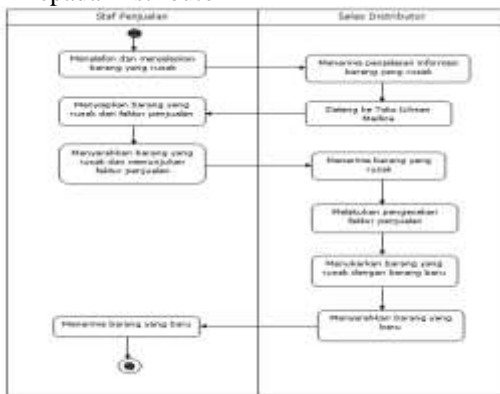 Staf Penjualan
Sales Distributor
Menelefon dan menjelaskan
barang yang rusak
Menerima penjelasan informasi
barang yang rusak
Datang ke Toko
Menyiapkan barang yang
rusak dan faktur penjualan
Menyerahkan barang yang
rusak dan menunjukan
faktur penjualan
Menerima barang yang
rusak
Melakukan pengecekan
faktur penjualan
Menukarkan barang yang
rusak dengan barang baru
Menyerahkan barang yang
baru
Menerima barang yang baru